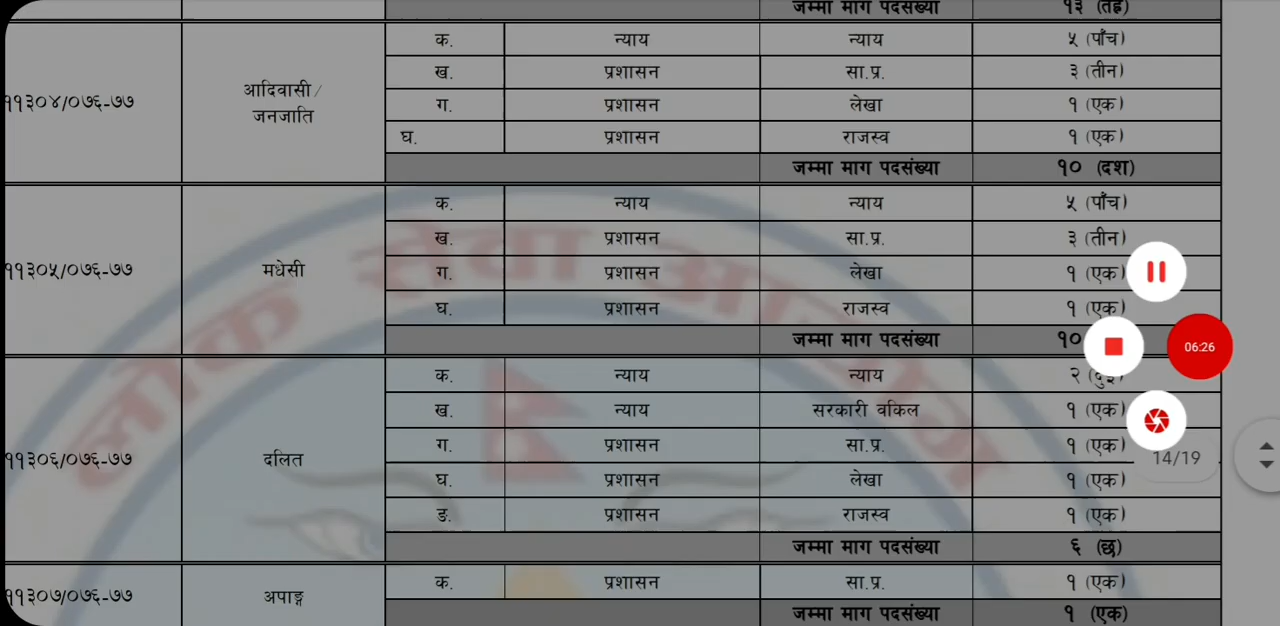 जम्मा माग पदसंख्या १३ (तेह्र)
क. न्याय न्याय ५ (पाँच)
ख. प्रशासन सा.प्र. ३ (तीन)
११३०४/०७६-७७ आदिवासी/
जनजाति
ग. प्रशासन लेखा १ (एक)
घ. प्रशासन राजस्व १ (एक)
जम्मा माग पदसंख्या १० (दश)
क. न्याय न्याय ५ (पाँच)
ख. प्रशासन सा.प्र. ३ (तीन)
११३०५/०७६-७७ मधेसी ग. प्रशासन लेखा १ (एक)
घ. प्रशासन राजस्व १ (एक)
जम्मा माग पदसंख्या १०
06:26
क. न्याय न्याय २ (दुई)
ख. न्याय सरकारी वकिल १ (एक)
ग. प्रशासन सा.प्र. १ (एक)
११३०६/०७६-७७ दलित
14/19
घ. प्रशासन लेखा १ (एक)
ङ. प्रशासन राजस्व १ (एक)
जम्मा माग पदसंख्या ६ (छ)
११३०७/०७६-७७ अपाङ्ग क. प्रशासन सा.प्र. १ (एक)
जम्मा माग पदसंख्या १ (एक)
लोक सेवा आयोग